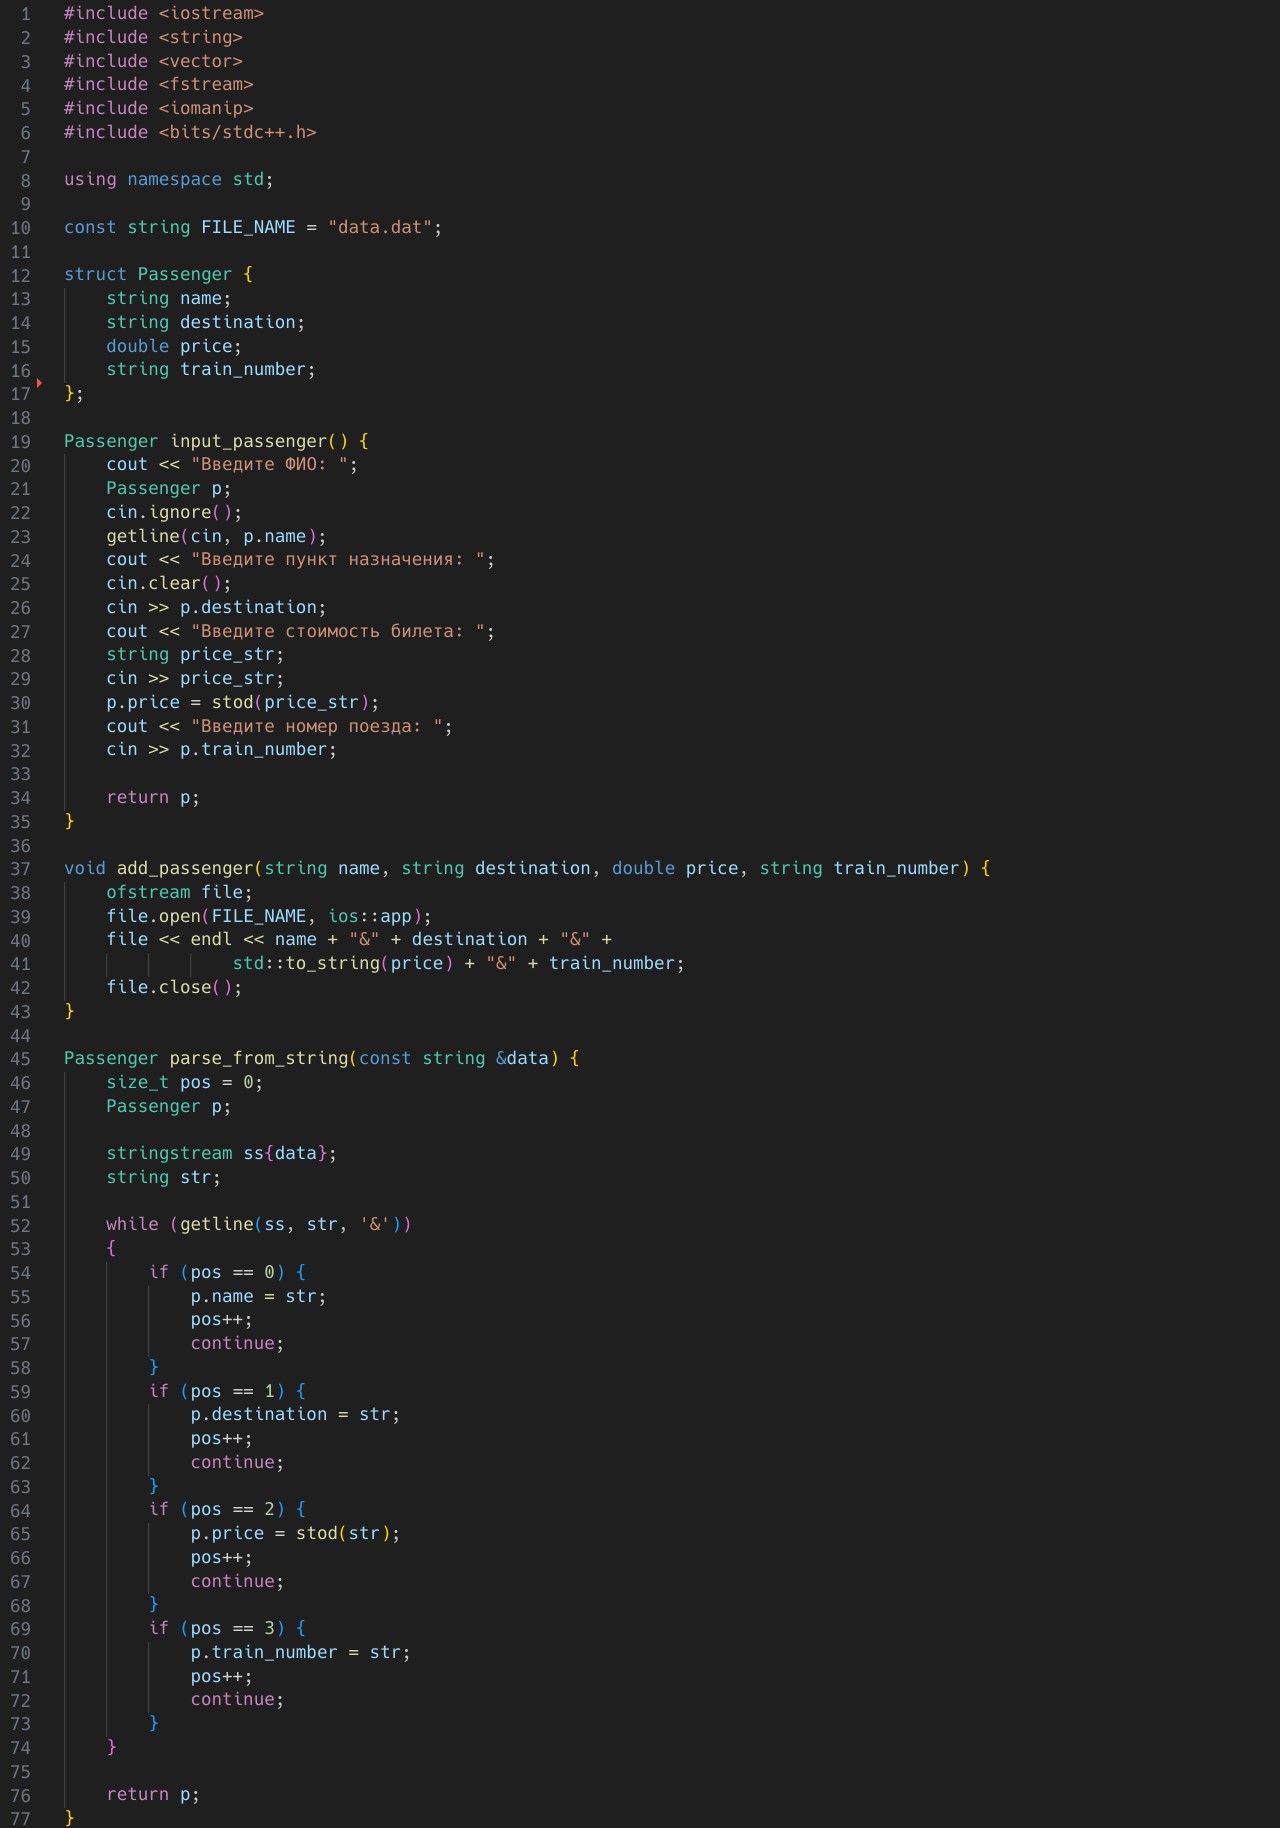 1 #include <iostream>
2 #include <string>
3 #include <vector>
4 #include <fstream>
5 #include <iomanip>
6 #include <bits/stdc++.h>
7
8 using namespace std;
9
10 const string FILE_NAME = "data.dat";
11
12 struct Passenger {
13     string name;
14     string destination;
15     double price;
16     string train_number;
17 };
18
19 Passenger input_passenger() {
20     cout << "Введите ФИО: ";
21     Passenger p;
22     cin.ignore();
23     getline(cin, p.name);
24     cout << "Введите пункт назначения: ";
25     cin.clear();
26     cin >> p.destination;
27     cout << "Введите стоимость билета: ";
28     string price_str;
29     cin >> price_str;
30     p.price = stod(price_str);
31     cout << "Введите номер поезда: ";
32     cin >> p.train_number;
33
34     return p;
35 }
36
37 void add_passenger(string name, string destination, double price, string train_number) {
38     ofstream file;
39     file.open(FILE_NAME, ios::app);
40     file << endl << name + "&" + destination + "&" +
41                 std::to_string(price) + "&" + train_number;
42     file.close();
43 }
44
45 Passenger parse_from_string(const string &data) {
46     size_t pos = 0;
47     Passenger p;
48
49     stringstream ss{data};
50     string str;
51
52     while (getline(ss, str, '&'))
53     {
54         if (pos == 0) {
55             p.name = str;
56             pos++;
57             continue;
58         }
59         if (pos == 1) {
60             p.destination = str;
61             pos++;
62             continue;
63         }
64         if (pos == 2) {
65             p.price = stod(str);
66             pos++;
67             continue;
68         }
69         if (pos == 3) {
70             p.train_number = str;
71             pos++;
72             continue;
73         }
74     }
75
76     return p;
77 }